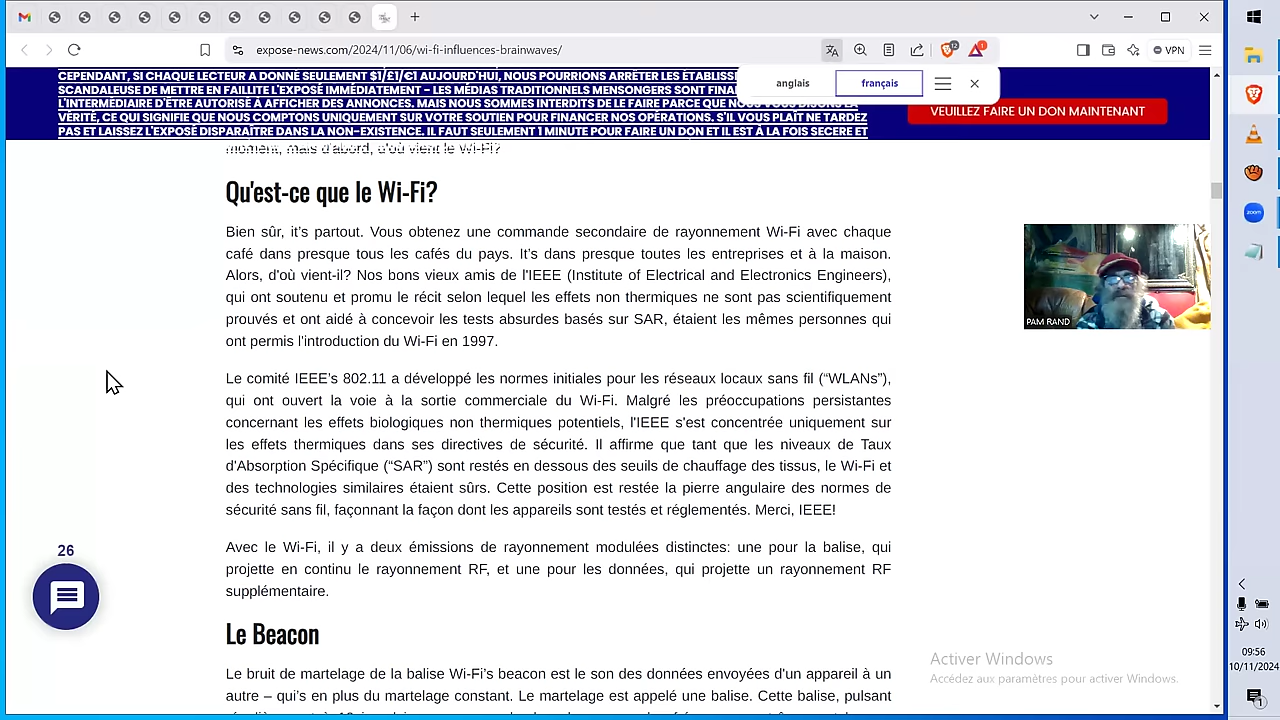 expose-news.com/2024/11/06/wi-fi-influences-brainwaves/
12
1
VPN
anglais
français
CEPENDANT, SI CHAQUE LECTEUR A DONNÉ SEULEMENT $1/£1/€1 AUJOURD'HUI, NOUS POURRIONS ARRÊTER LES
SCANDALEUSE DE METTRE EN FAILITE L'EXPOSÉ IMMÉDIATEMENT - LES MÉDIAS TRADITIONNELS MENSONGERS SONT
L'INTERMÉDIAIRE D'ÊTRE AUTORISÉ À AFFICHER DES ANNONCES. MAIS NOUS SOMMES INTERDITS DE LE FAIRE PARCE QUE NOUS DISONS LA
VÉRITÉ, CE QUI SIGNIFIE QUE NOUS COMPTONS UNIQUEMENT SUR VOTRE SOUTIEN POUR FINANCER NOS OPÉRATIONS. S'IL VOUS PLAÎT NE TARDEZ
PAS ET LAISSEZ L'EXPOSÉ DISPARAÎTRE DANS LA NON-EXISTENCE. IL FAUT SEULEMENT 1 MINUTE POUR FAIRE UN DON ET IL EST À LA FOIS SECERE ET
VEUILLEZ FAIRE UN DON MAINTENANT
Qu'est-ce que le Wi-Fi?
Bien sûr, it's partout. Vous obtenez une commande secondaire de rayonnement Wi-Fi avec chaque
café dans presque tous les cafés du pays. It's dans presque toutes les entreprises et à la maison.
Alors, d'où vient-il? Nos bons vieux amis de l'IEEE (Institute of Electrical and Electronics Engineers),
qui ont soutenu et promu le récit selon lequel les effets non thermiques ne sont pas scientifiquement
prouvés et ont aidé à concevoir les tests absurdes basés sur SAR, étaient les mêmes personnes qui
ont permis l'introduction du Wi-Fi en 1997.
Le comité IEEE's 802.11 a développé les normes initiales pour les réseaux locaux sans fil (“WLANs”),
qui ont ouvert la voie à la sortie commerciale du Wi-Fi. Malgré les préoccupations persistantes
concernant les effets biologiques non thermiques potentiels, l'IEEE s'est concentrée uniquement sur
les effets thermiques dans ses directives de sécurité. Il affirme que tant que les niveaux de Taux
d'Absorption Spécifique (“SAR”) sont restés en dessous des seuils de chauffage des tissus, le Wi-Fi et
des technologies similaires étaient sûrs. Cette position est restée la pierre angulaire des normes de
sécurité sans fil, façonnant la façon dont les appareils sont testés et réglementés. Merci, IEEE!
Avec le Wi-Fi, il y a deux émissions de rayonnement modulées distinctes: une pour la balise, qui
projette en continu le rayonnement RF, et une pour les données, qui projette un rayonnement RF
supplémentaire.
Le Beacon
Le bruit de martelage de la balise Wi-Fi's beacon est le son des données envoyées d'un appareil à un
autre – qui's en plus du martelage constant. Le martelage est appelé une balise. Cette balise, pulsant
26
PAM RAND
Activer Windows
Accédez aux paramètres pour activer Windows.
zoom
09:56
10/11/2024
1